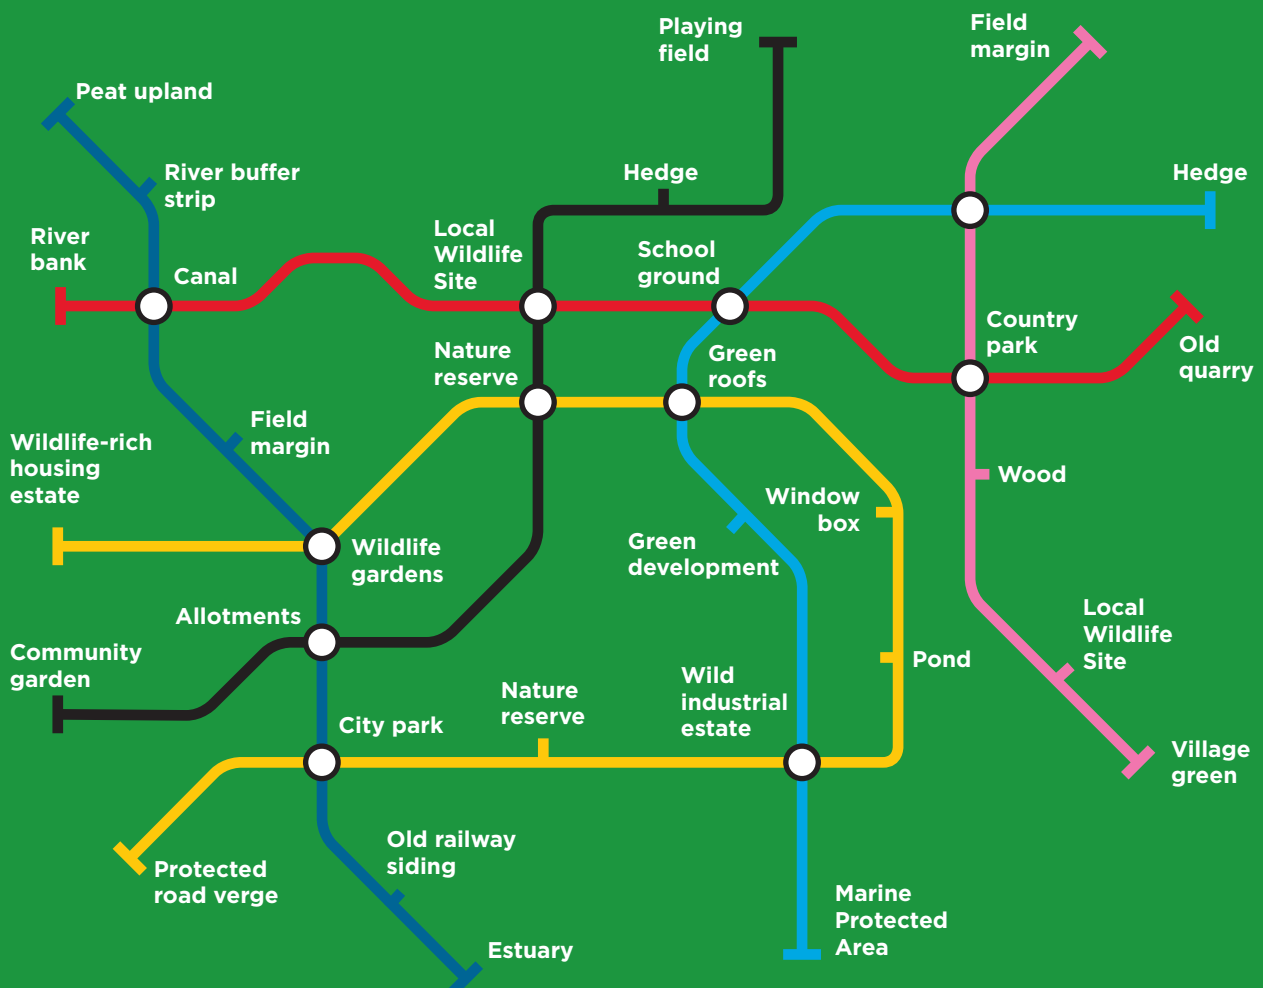 Playing
field
Field
margin
Peat upland
River buffer
strip
Hedge
Hedge
River
bank
Canal
Local
Wildlife
Site
School
ground
Country
park
Old
quarry
Nature
reserve
Green
roofs
Field
margin
Wildlife-rich
housing
estate
Wood
Window
box
Green
development
Wildlife
gardens
Allotments
Local
Wildlife
Site
Community
garden
Pond
Wild
industrial
estate
Nature
reserve
City park
Village
green
Old railway
siding
Protected
road verge
Marine
Protected
Area
Estuary